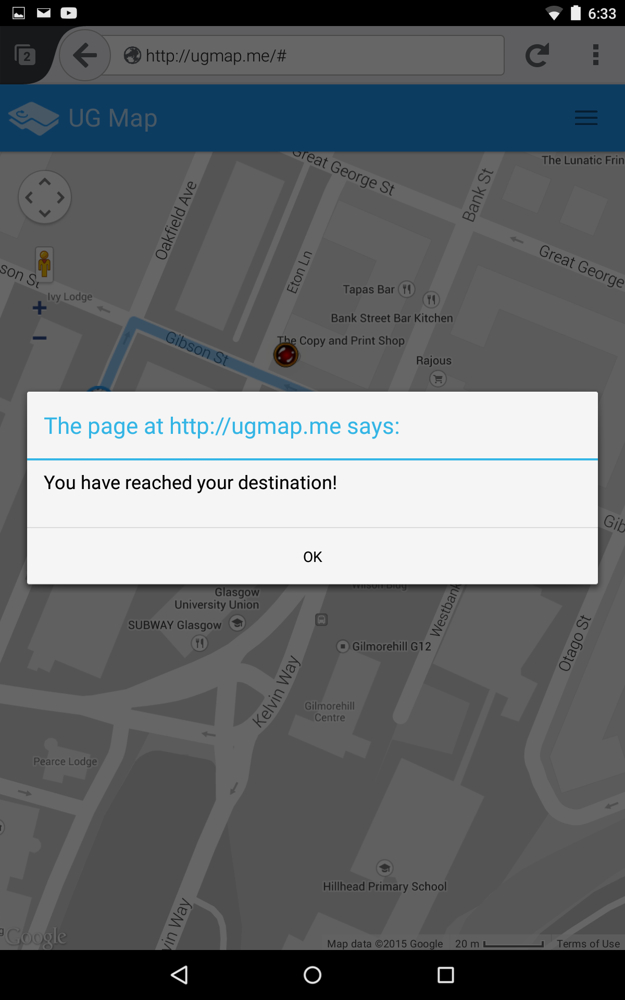 6:33
2
http://ugmap.me/#
UG Map
Great George St
The Lunatic Frin
Bank St
Oakfield Ave
Great George
Eton Ln
son St
Tapas Bar
Ivy Lodge
Bank Street Bar Kitchen
Gibson St
The Copy and Print Shop
Rajous
The page at http://ugmap.me says:
You have reached your destination!
Gib
OK
Wilson Bldg
Glasgow
University Union
Westbank
SUBWAY Glasgow
Otago St
Gilmorehill G12
Kelvin Way
Gilmorehill
Centre
Pearce Lodge
Hillhead Primary School
vin Way
g
Google
Map data ©2015 Google
20 m
Terms of Use